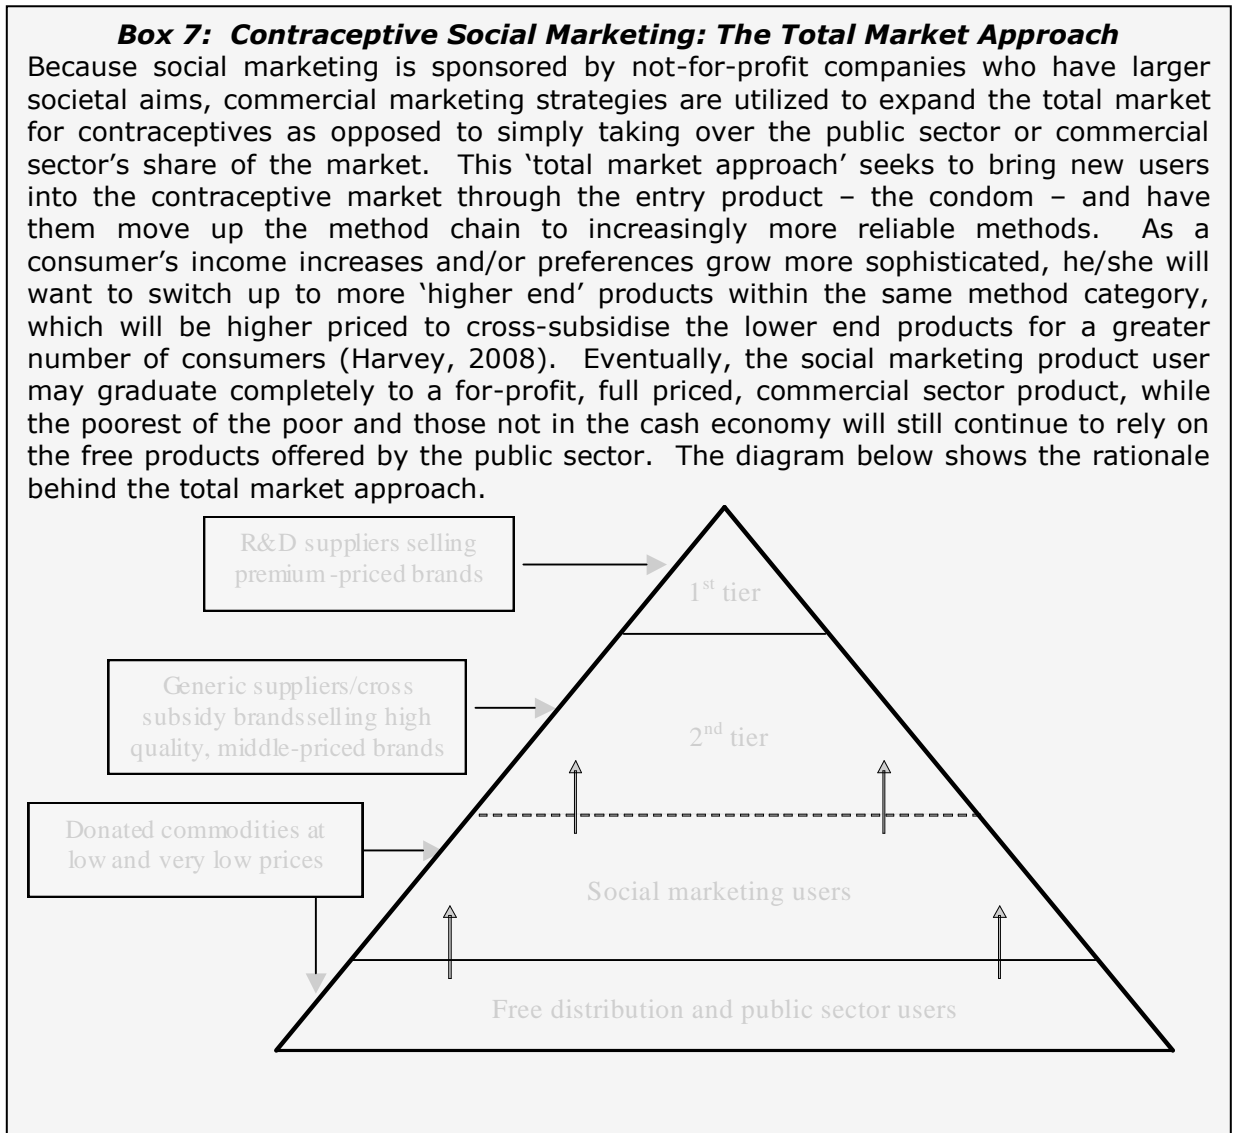 Box 7: Contraceptive Social Marketing: The Total Market Approach
Because social marketing is sponsored by not-for-profit companies who have larger
societal aims, commercial marketing strategies are utilized to expand the total market
for contraceptives as opposed to simply taking over the public sector or commercial
sector's share of the market. This 'total market approach' seeks to bring new users
into the contraceptive market through the entry product – the condom – and have
them move up the method chain to increasingly more reliable methods. As a
consumer's income increases and/or preferences grow more sophisticated, he/she will
want to switch up to more 'higher end' products within the same method category,
which will be higher priced to cross-subsidise the lower end products for a greater
number of consumers (Harvey, 2008). Eventually, the social marketing product user
may graduate completely to a for-profit, full priced, commercial sector product, while
the poorest of the poor and those not in the cash economy will still continue to rely on
the free products offered by the public sector. The diagram below shows the rationale
behind the total market approach.
R&D suppliers selling
premium-priced brands
1st tier
Generic suppliers/cross
subsidy brandsselling high
quality, middle-priced brands
2nd tier
Donated commodities at
low and very low prices
Social marketing users
Free distribution and public sector users